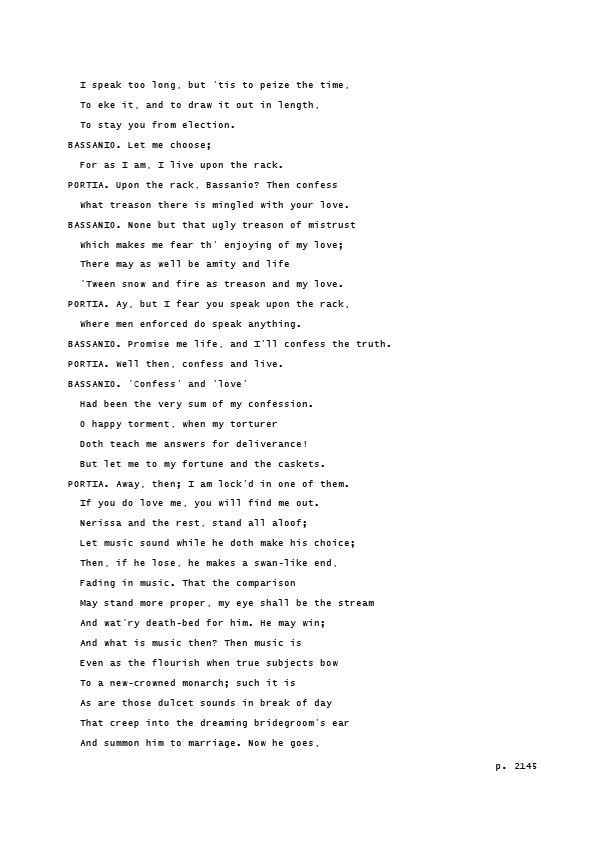 I speak too long, but 'tis to peize the time,
To eke it, and to draw it out in length,
To stay you from election.
BASSANIO. Let me choose;
For as I am, I live upon the rack.
PORTIA. Upon the rack, Bassanio? Then confess
What treason there is mingled with your love.
BASSANIO. None but that ugly treason of mistrust
Which makes me fear th' enjoying of my love;
There may as well be amity and life
'Tween snow and fire as treason and my love.
PORTIA. Ay, but I fear you speak upon the rack,
Where men enforced do speak anything.
BASSANIO. Promise me life, and I'll confess the truth.
PORTIA. Well then, confess and live.
BASSANIO. 'Confess' and 'love'
Had been the very sum of my confession.
O happy torment, when my torturer
Doth teach me answers for deliverance!
But let me to my fortune and the caskets.
PORTIA. Away, then; I am lock'd in one of them.
If you do love me, you will find me out.
Nerissa and the rest, stand all aloof;
Let music sound while he doth make his choice;
Then, if he lose, he makes a swan-like end,
Fading in music. That the comparison
May stand more proper, my eye shall be the stream
And wat'ry death-bed for him. He may win;
And what is music then? Then music is
Even as the flourish when true subjects bow
To a new-crowned monarch; such it is
As are those dulcet sounds in break of day
That creep into the dreaming bridegroom's ear
And summon him to marriage. Now he goes,
p. 2145